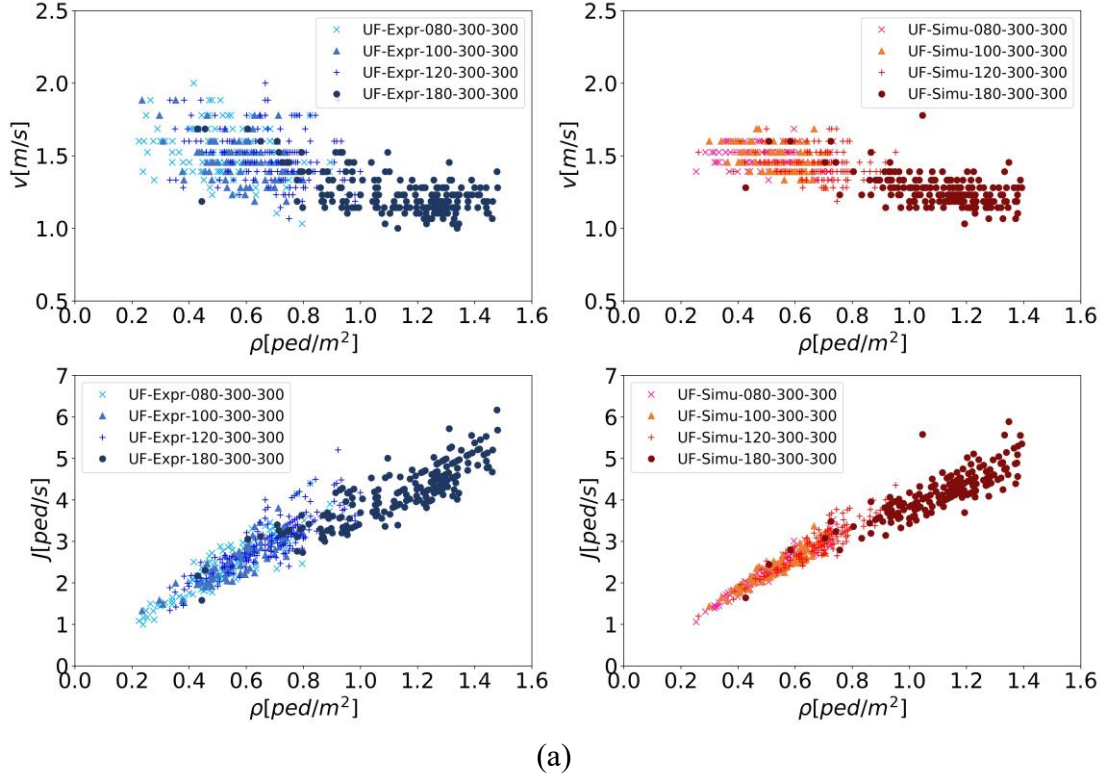 2.5
2.0
1.5
1.0
0.5
v[m/s]
0.0 0.2 0.4 0.6 0.8 1.0 1.2 1.4 1.6
ρ[ped/m²]
UF-Expr-080-300-300
UF-Expr-100-300-300
UF-Expr-120-300-300
UF-Expr-180-300-300
2.5
2.0
1.5
1.0
0.5
v[m/s]
0.0 0.2 0.4 0.6 0.8 1.0 1.2 1.4 1.6
ρ[ped/m²]
UF-Simu-080-300-300
UF-Simu-100-300-300
UF-Simu-120-300-300
UF-Simu-180-300-300
7
6
5
4
3
2
1
0
J[ped/s]
0.0 0.2 0.4 0.6 0.8 1.0 1.2 1.4 1.6
ρ[ped/m²]
UF-Expr-080-300-300
UF-Expr-100-300-300
UF-Expr-120-300-300
UF-Expr-180-300-300
7
6
5
4
3
2
1
0
J[ped/s]
0.0 0.2 0.4 0.6 0.8 1.0 1.2 1.4 1.6
ρ[ped/m²]
UF-Simu-080-300-300
UF-Simu-100-300-300
UF-Simu-120-300-300
UF-Simu-180-300-300
(a)